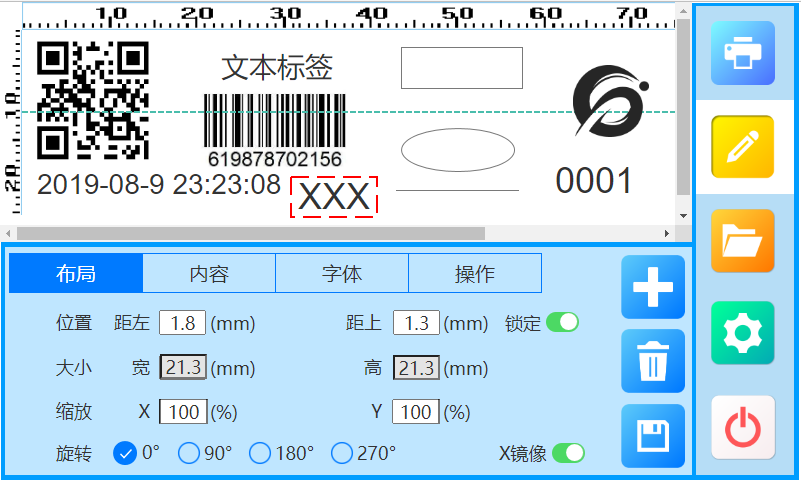 1,0 2,0 3,0 4,0 5,0 6,0 7,0
1,0
2,0
文本标签
619878702156
2019-08-9 23:23:08
XXX
0001
布局 内容 字体 操作
位置 距左 1.8 (mm) 距上 1.3 (mm) 锁定
大小 宽 21.3 (mm) 高 21.3 (mm)
缩放 X 100 (%) Y 100 (%)
旋转 0° 90° 180° 270° X镜像